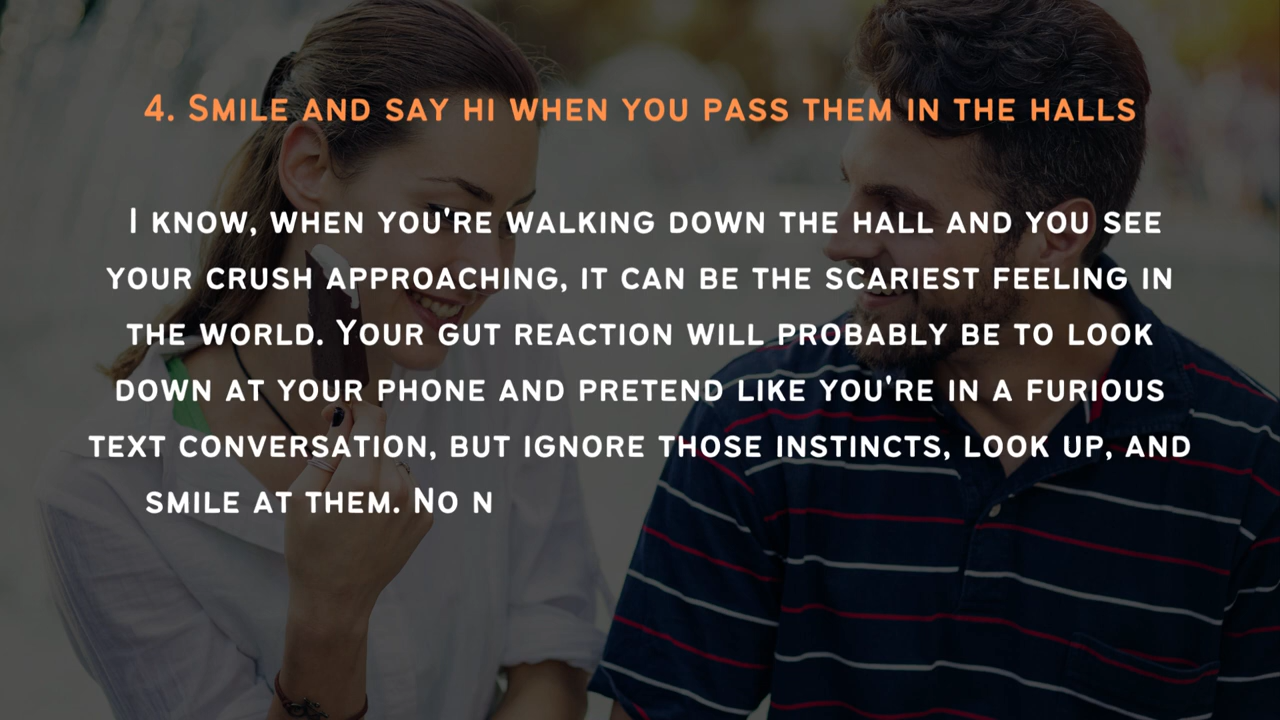 4. Smile and say hi when you pass them in the halls
I know, when you're walking down the hall and you see
your crush approaching, it can be the scariest feeling in
the world. Your gut reaction will probably be to look
down at your phone and pretend like you're in a furious
text conversation, but ignore those instincts, look up, and
smile at them. No n